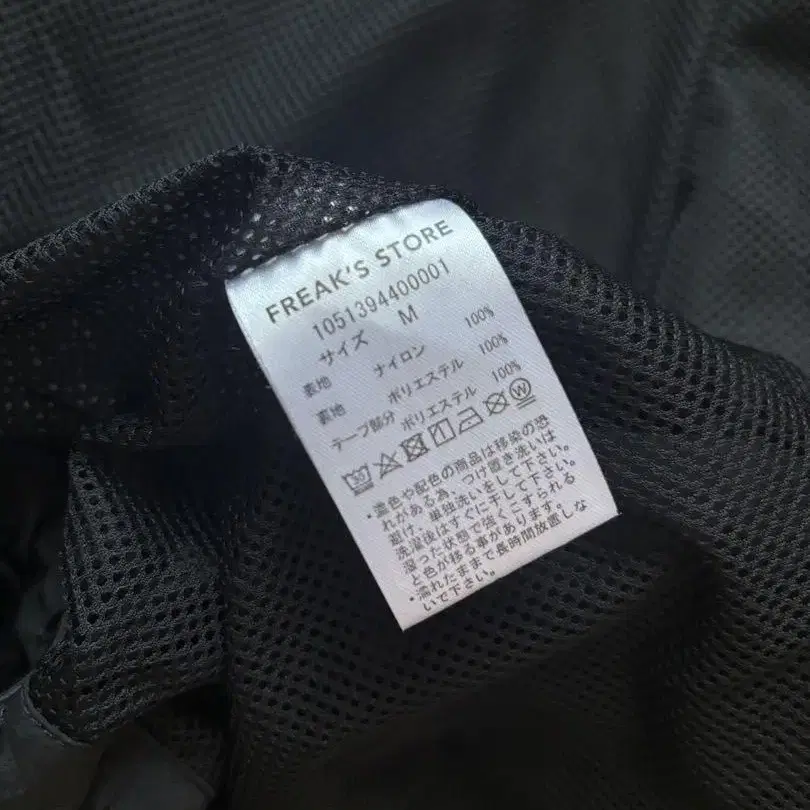 FREAK'S STORE
1051394400001
サイズ M
表地 ナイロン 100%
裏地 ポリエステル 100%
テープ部分 ポリエステル 100%
30 W
・濃色や配色の商品は移染の恐
れがある為、つけ置き洗いは
避け、単独洗いをして下さい。
洗濯後はすぐに干して下さい。
湿った状態で強くこすられる
と色が移る事があります。
・濡れたままで長時間放置しな
いで下さい。